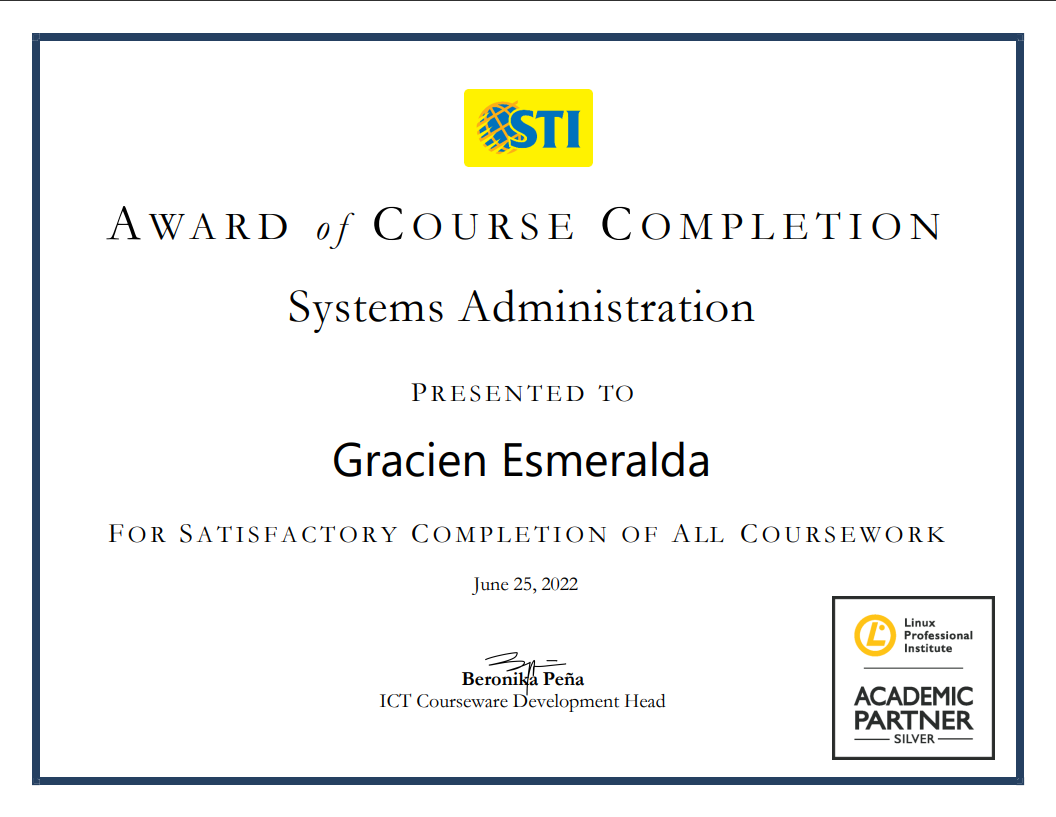 STI
AWARD of COURSE COMPLETION
Systems Administration
PRESENTED TO
Gracien Esmeralda
FOR SATISFACTORY COMPLETION OF ALL COURSEWORK
June 25, 2022
Beronika Peña
ICT Courseware Development Head
Linux
Professional
Institute
ACADEMIC
PARTNER
SILVER